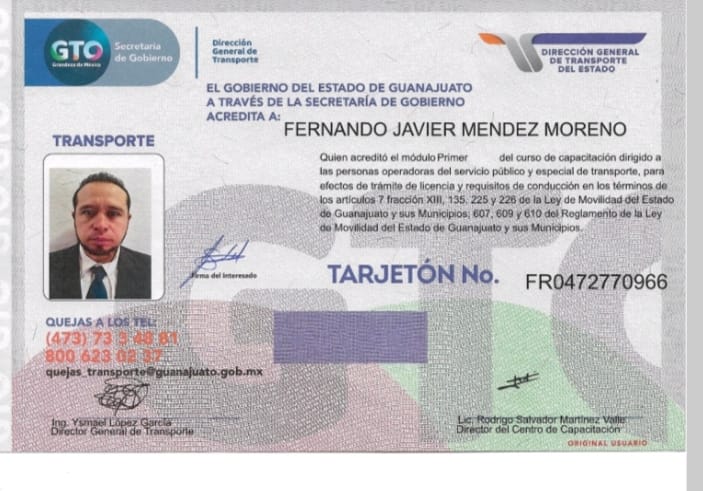 GTO
Grandeza de México
Secretaría
de Gobierno
Dirección
General de
Transporte
DIRECCIÓN GENERAL
DE TRANSPORTE
DEL ESTADO
EL GOBIERNO DEL ESTADO DE GUANAJUATO
A TRAVÉS DE LA SECRETARÍA DE GOBIERNO
ACREDITA A:
FERNANDO JAVIER MENDEZ MORENO
TRANSPORTE
Quien acreditó el módulo Primer del curso de capacitación dirigido a
las personas operadoras del servicio público y especial de transporte, para
efectos de trámite de licencia y requisitos de conducción en los términos de
los artículos 7 fracción XIII, 135, 225 y 226 de la Ley de Movilidad del Estado
de Guanajuato y sus Municipios; 607, 609 y 610 del Reglamento de la Ley
de Movilidad del Estado de Guanajuato y sus Municipios.
Firma del Interesado
TARJETÓN No.
FR0472770966
QUEJAS A LOS TEL:
(473) 73 3 48 81
800 623 02 37
quejas_transporte@guanajuato.gob.mx
Ing. Ysmael López García
Director General de Transporte
Lic. Rodrigo Salvador Martínez Valle
Director del Centro de Capacitación
ORIGINAL USUARIO
GTO